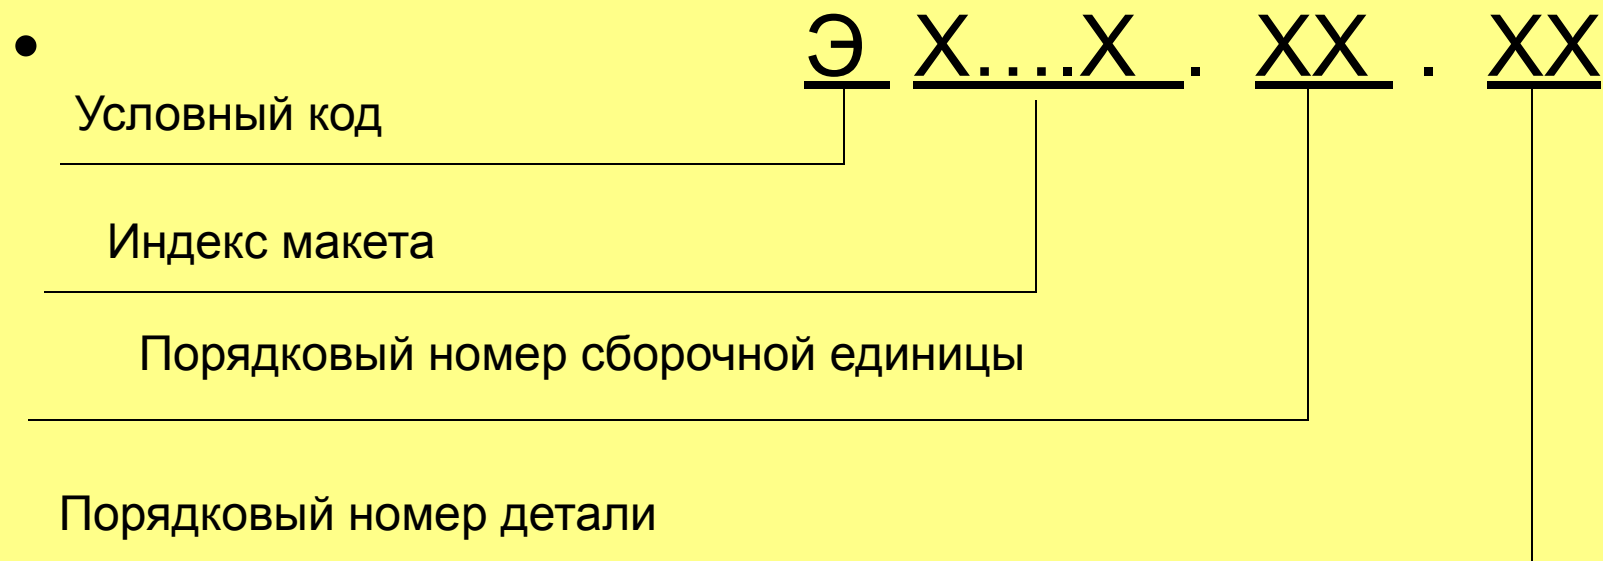 • Э Х....Х . ХХ . ХХ
Условный код
Индекс макета
Порядковый номер сборочной единицы
Порядковый номер детали